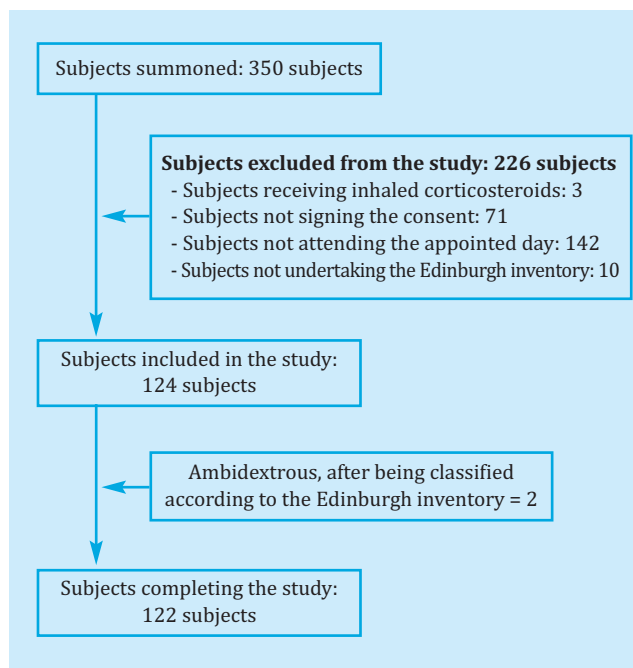 Subjects summoned: 350 subjects
Subjects excluded from the study: 226 subjects
- Subjects receiving inhaled corticosteroids: 3
- Subjects not signing the consent: 71
- Subjects not attending the appointed day: 142
- Subjects not undertaking the Edinburgh inventory: 10
Subjects included in the study:
124 subjects
Ambidextrous, after being classified
according to the Edinburgh inventory = 2
Subjects completing the study:
122 subjects